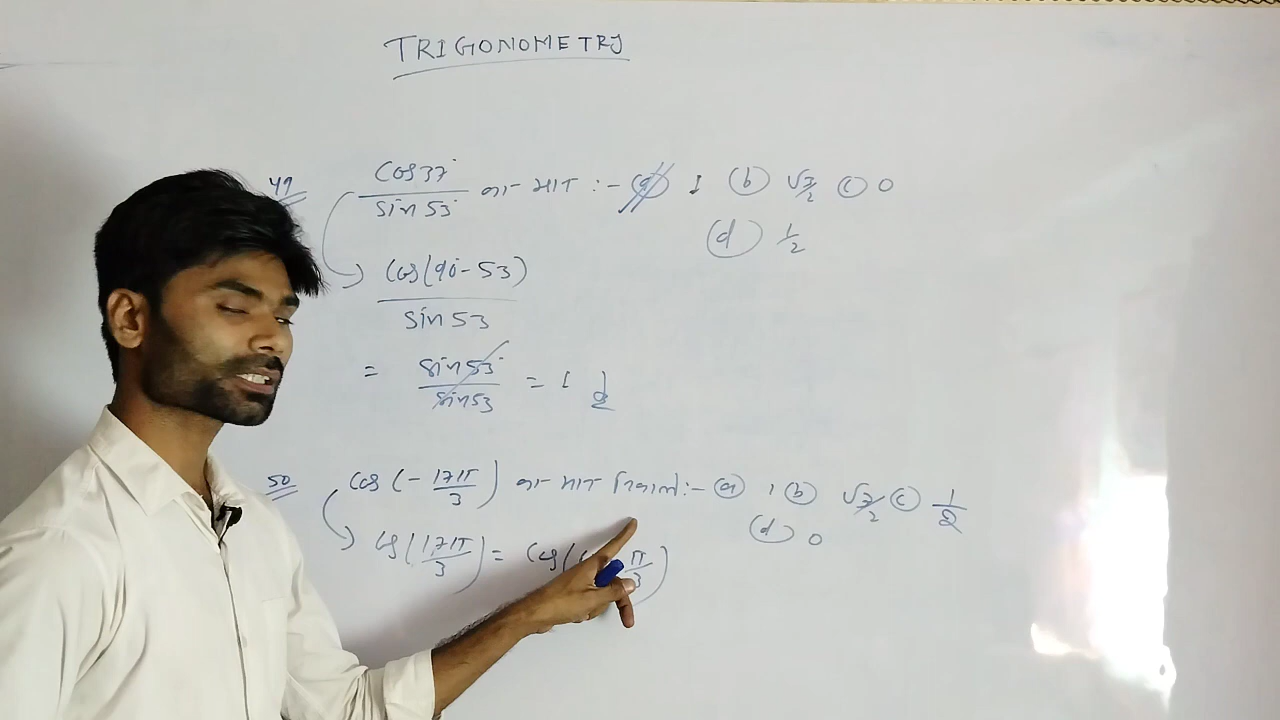 TRIGONOMETRY
49 cos37° / sin53° का मान :- (a) 1 (b) √3/2 (c) 0
(d) 1/2
cos(90-53) / sin53
= sin53° / sin53 = 1
50 cos(-17π/3) का मान निकाले:- (a) 1 (b) √3/2 (c) 1/2
(d) 0
cos(17π/3) = cos( π/3)